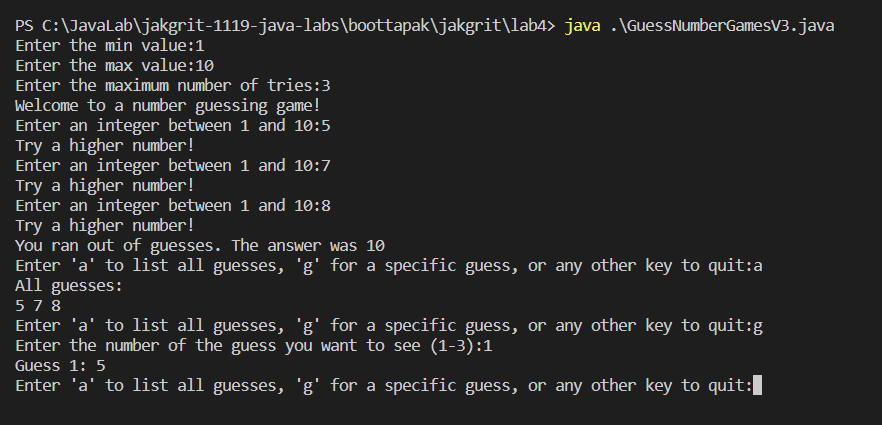 PS C:\JavaLab\jakgrit-1119-java-labs\boottapak\jakgrit\lab4> java .\GuessNumberGamesV3.java
Enter the min value:1
Enter the max value:10
Enter the maximum number of tries:3
Welcome to a number guessing game!
Enter an integer between 1 and 10:5
Try a higher number!
Enter an integer between 1 and 10:7
Try a higher number!
Enter an integer between 1 and 10:8
Try a higher number!
You ran out of guesses. The answer was 10
Enter 'a' to list all guesses, 'g' for a specific guess, or any other key to quit:a
All guesses:
5 7 8
Enter 'a' to list all guesses, 'g' for a specific guess, or any other key to quit:g
Enter the number of the guess you want to see (1-3):1
Guess 1: 5
Enter 'a' to list all guesses, 'g' for a specific guess, or any other key to quit: